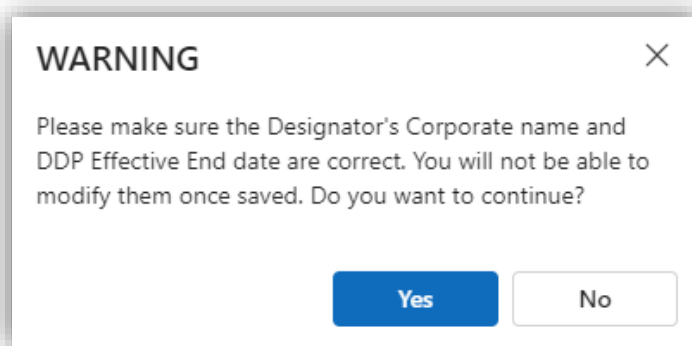 WARNING
Please make sure the Designator's Corporate name and
DDP Effective End date are correct. You will not be able to
modify them once saved. Do you want to continue?
Yes
No